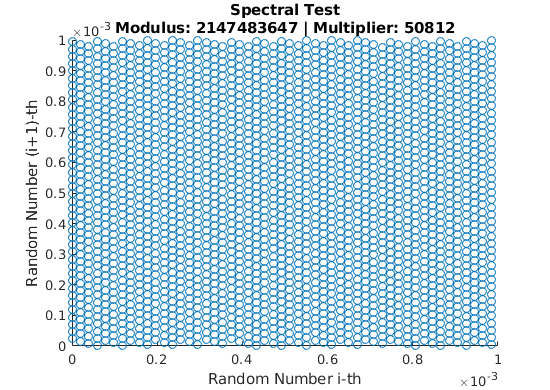 Spectral Test
Modulus: 2147483647 | Multiplier: 50812
×10⁻³
1
0.9
0.8
0.7
0.6
0.5
0.4
0.3
0.2
0.1
0
Random Number (i+1)-th
0 0.2 0.4 0.6 0.8 1
×10⁻³
Random Number i-th